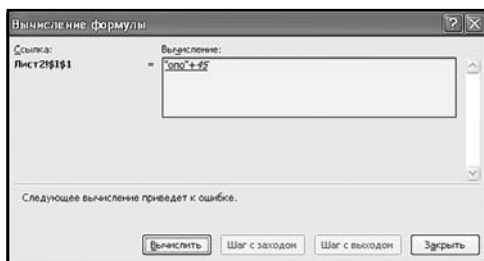 Вычисление формулы
Ссылка:
Вычисление:
Лист2!$I$1
=
"опо"+45
Следующее вычисление приведет к ошибке.
Вычислить
Шаг с заходом
Шаг с выходом
Закрыть